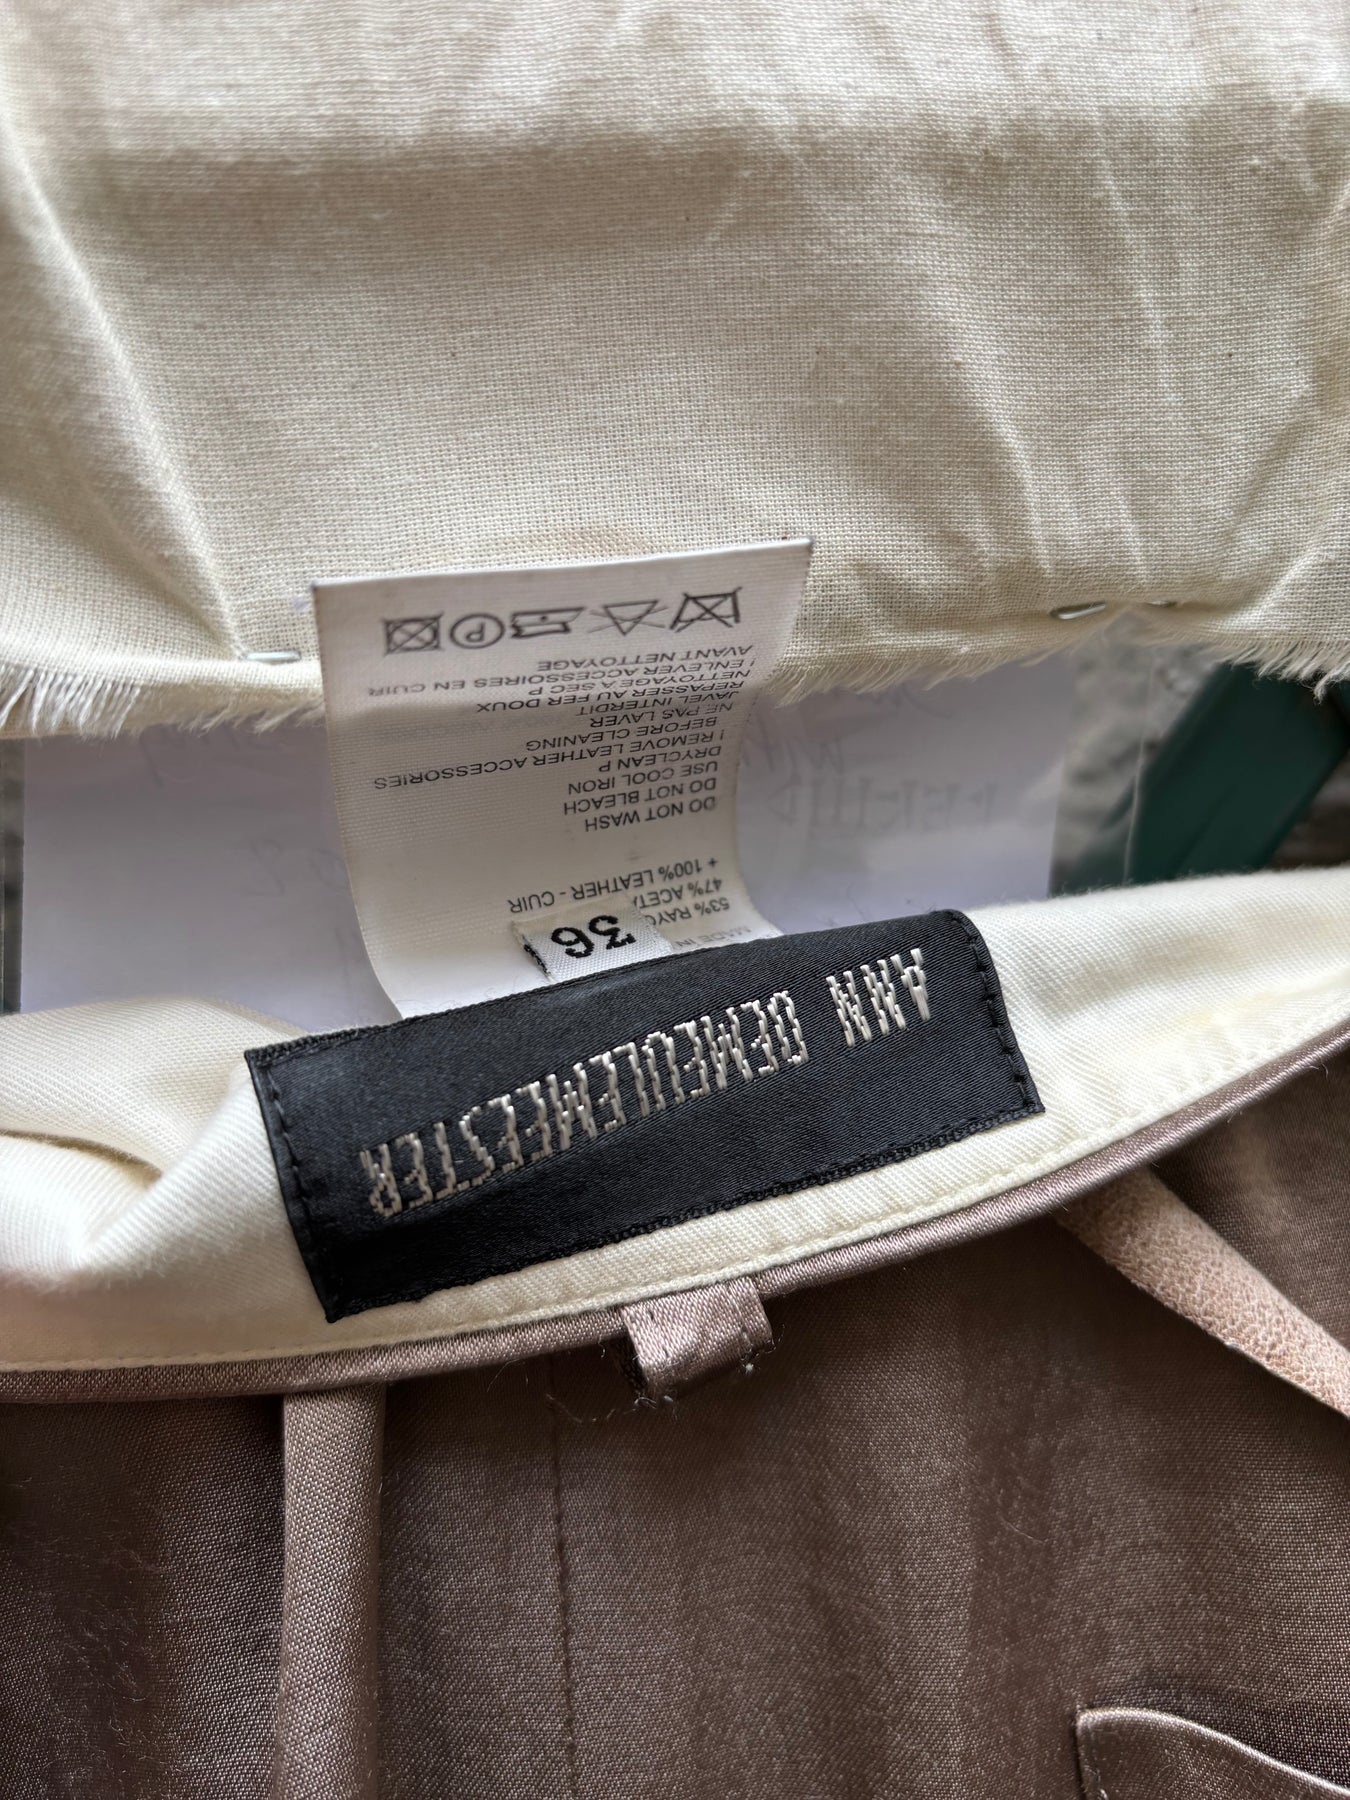 ANN DEMEULEMEESTER
36
MADE IN
53% RAYO
47% ACETA
+ 100% LEATHER - CUIR
DO NOT WASH
DO NOT BLEACH
USE COOL IRON
DRYCLEAN P
! REMOVE LEATHER ACCESSORIES
BEFORE CLEANING
NE PAS LAVER
JAVEL INTERDIT
REPASSER AU FER DOUX
NETTOYAGE A SEC P
! ENLEVER ACCESSOIRES EN CUIR
AVANT NETTOYAGE
P